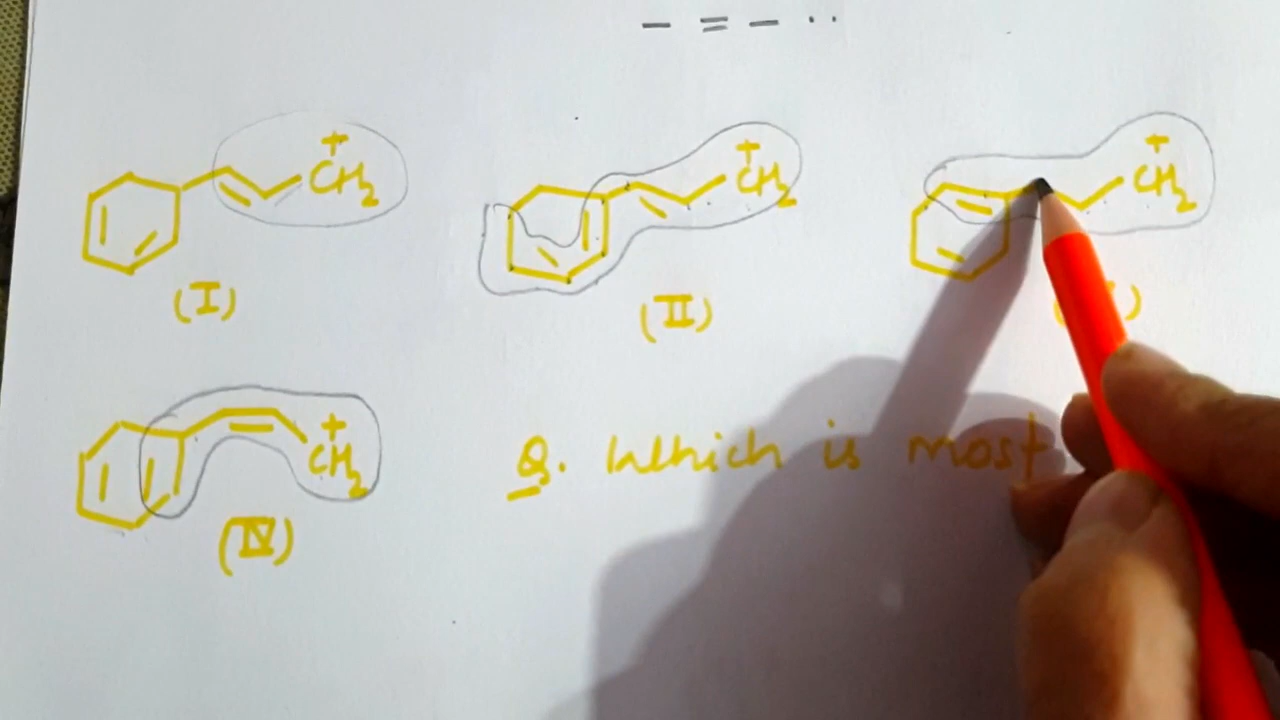 CH2 +
CH2 +
CH2 +
(I)
(II)
CH2 +
(IV)
Q. Which is most